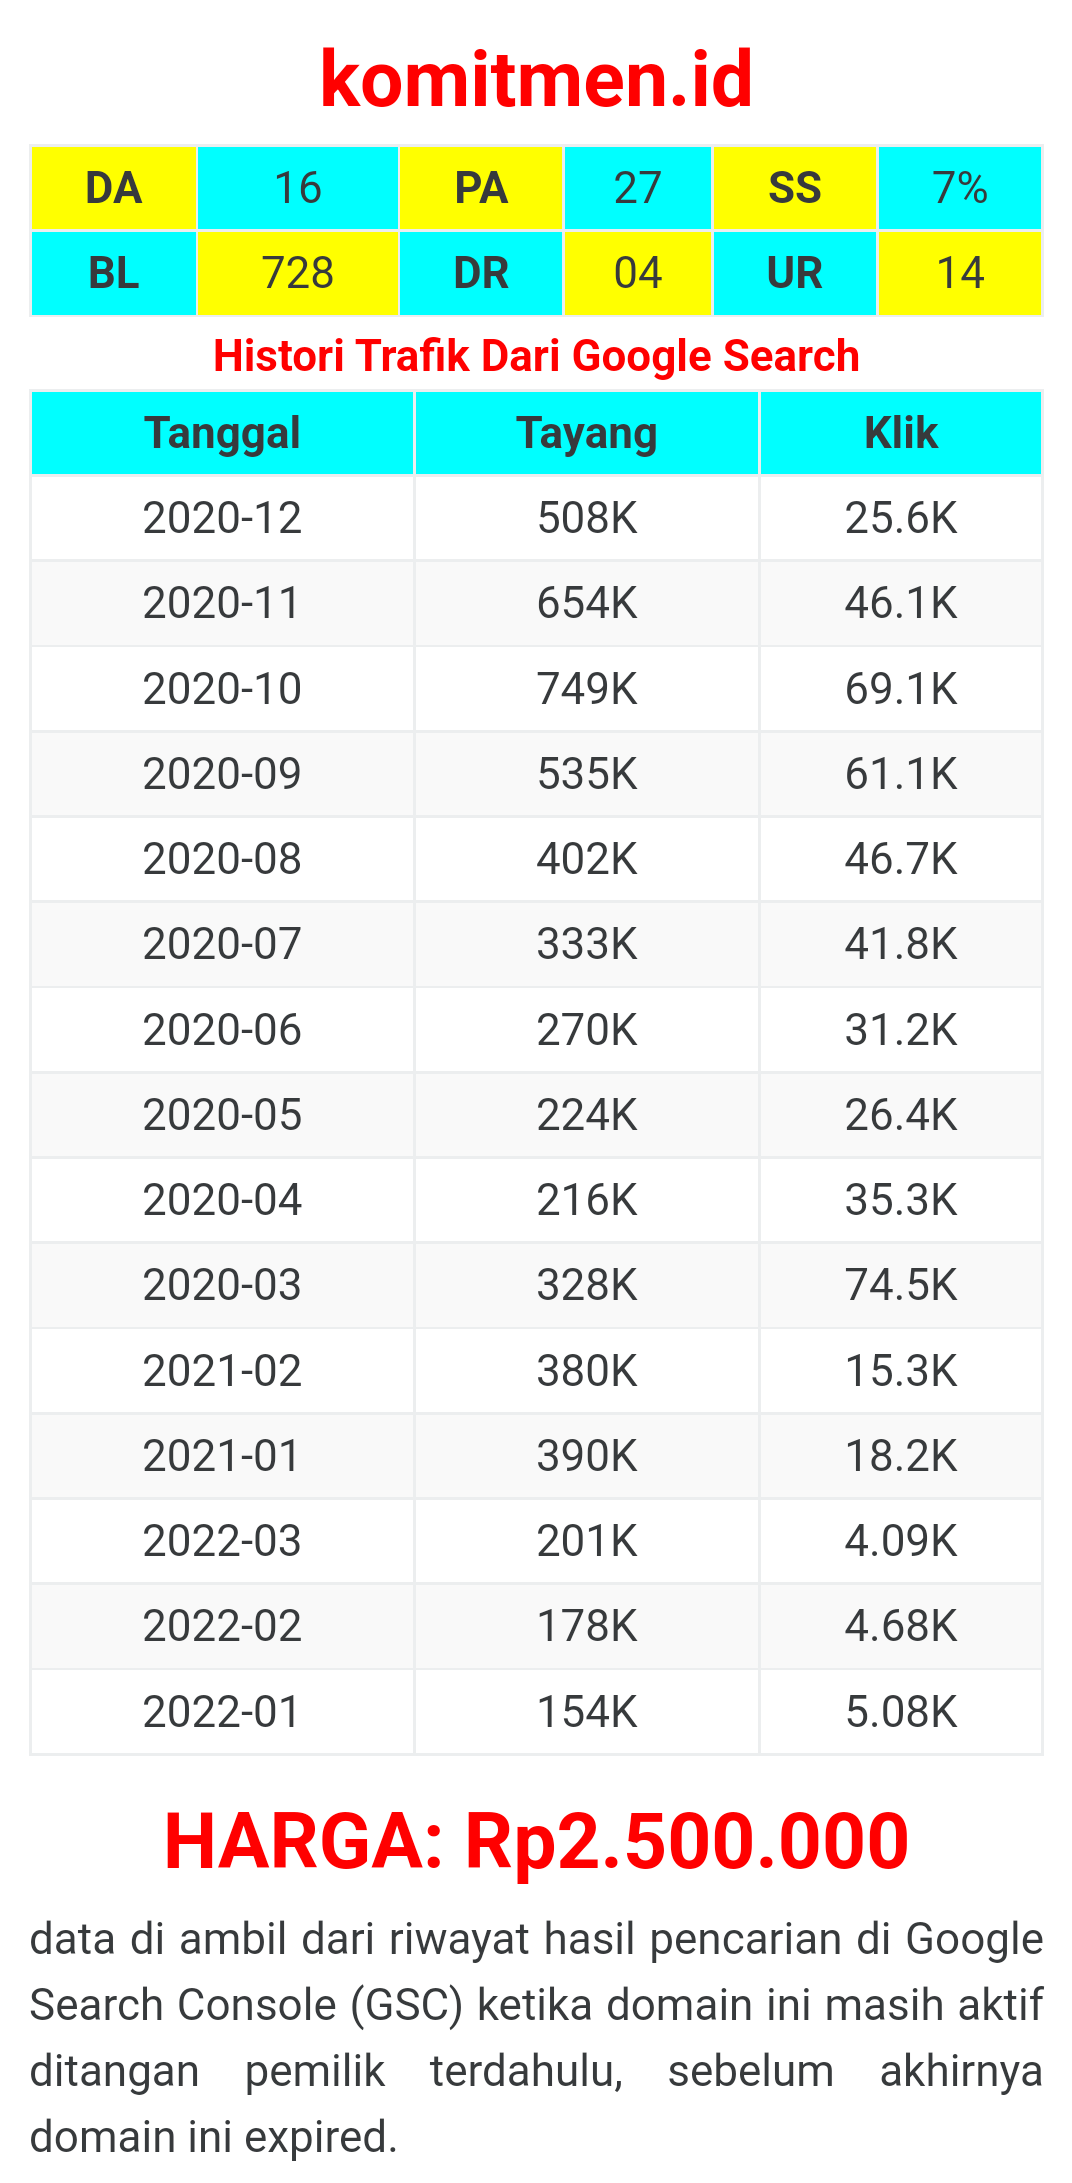 komitmen.id
DA 16 PA 27 SS 7%
BL 728 DR 04 UR 14
Histori Trafik Dari Google Search
Tanggal Tayang Klik
2020-12 508K 25.6K
2020-11 654K 46.1K
2020-10 749K 69.1K
2020-09 535K 61.1K
2020-08 402K 46.7K
2020-07 333K 41.8K
2020-06 270K 31.2K
2020-05 224K 26.4K
2020-04 216K 35.3K
2020-03 328K 74.5K
2021-02 380K 15.3K
2021-01 390K 18.2K
2022-03 201K 4.09K
2022-02 178K 4.68K
2022-01 154K 5.08K
HARGA: Rp2.500.000
data di ambil dari riwayat hasil pencarian di Google
Search Console (GSC) ketika domain ini masih aktif
ditangan pemilik terdahulu, sebelum akhirnya
domain ini expired.